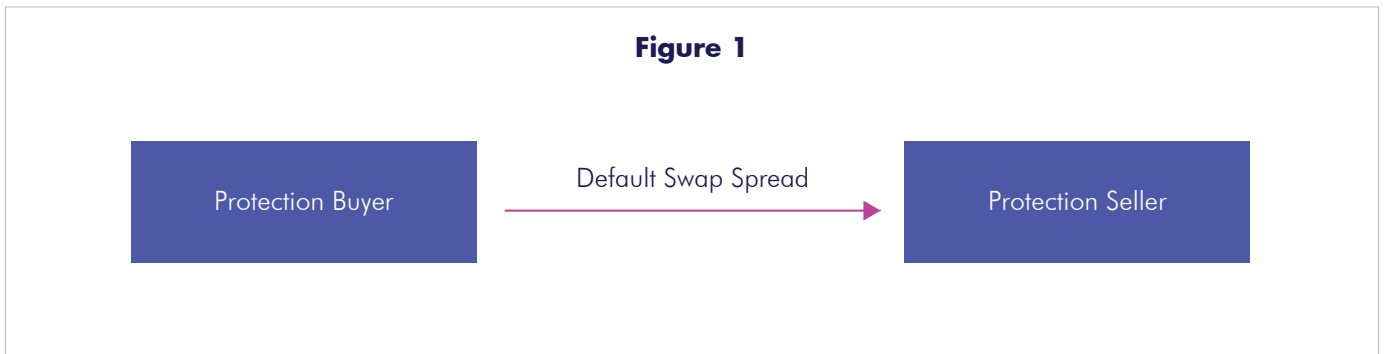 Figure 1
Default Swap Spread
Protection Buyer
Protection Seller